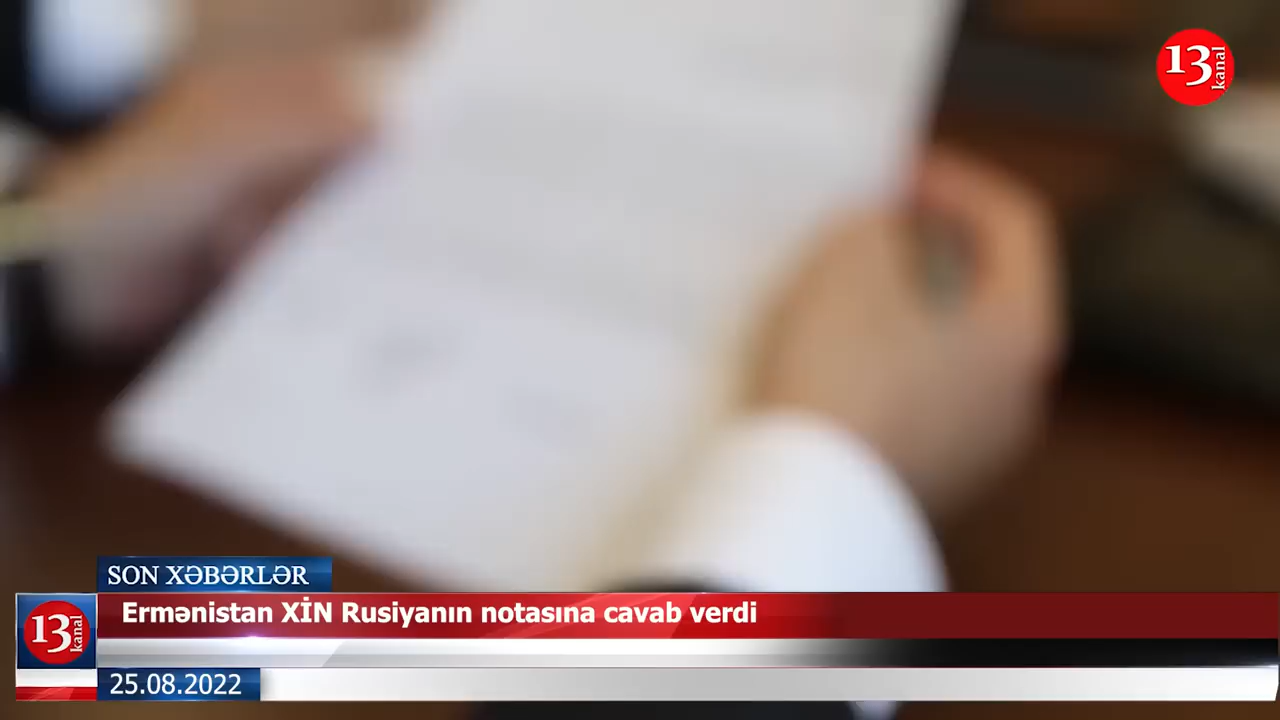 13 kanal
SON XƏBƏRLƏR
Ermənistan XİN Rusiyanın notasına cavab verdi
13 kanal
25.08.2022